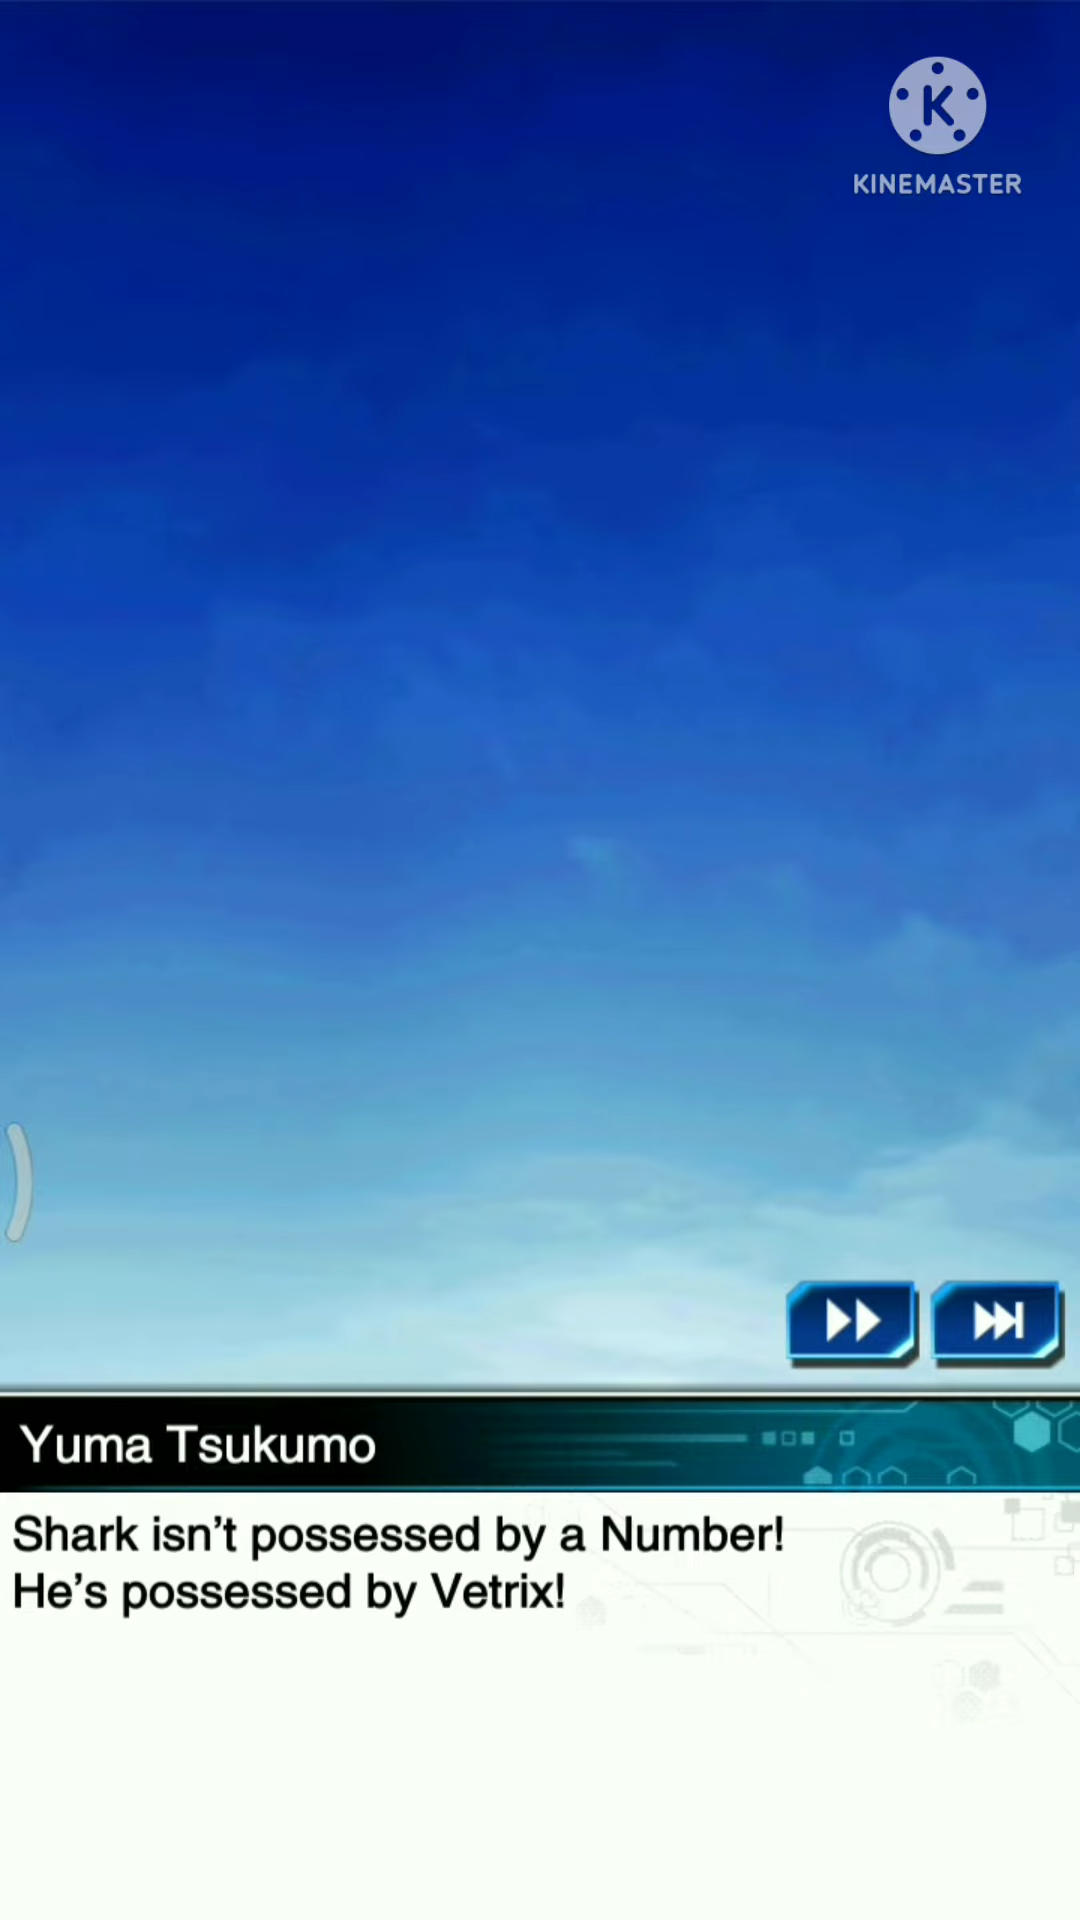 K
KINEMASTER
Yuma Tsukumo
Shark isn't possessed by a Number!
He's possessed by Vetrix!